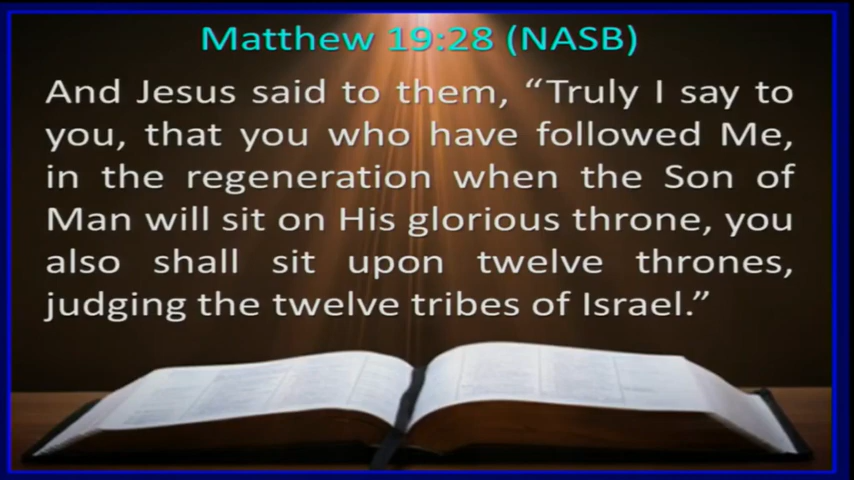 Matthew 19:28 (NASB)
And Jesus said to them, “Truly I say to
you, that you who have followed Me,
in the regeneration when the Son of
Man will sit on His glorious throne, you
also shall sit upon twelve thrones,
judging the twelve tribes of Israel.”